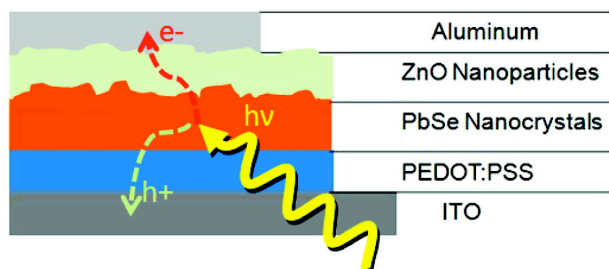 Aluminum
e-
ZnO Nanoparticles
hν
PbSe Nanocrystals
PEDOT:PSS
h+
ITO